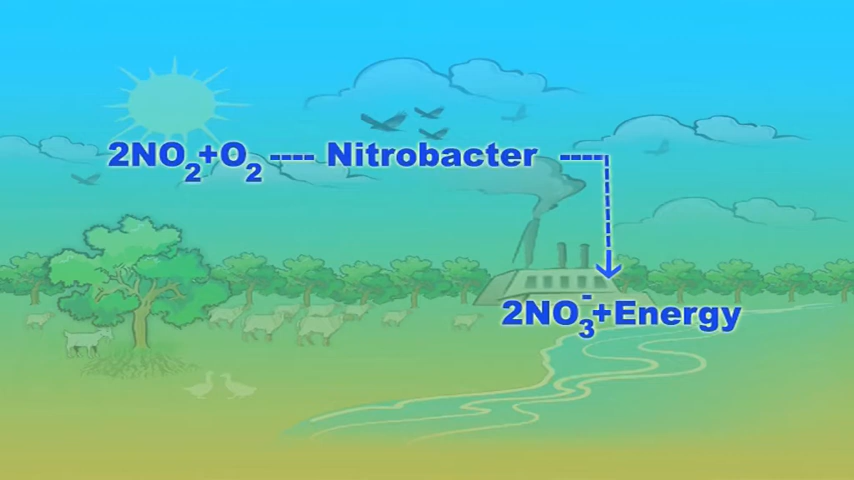 2NO₂+O₂ ---- Nitrobacter ----
2NO₃⁻+Energy